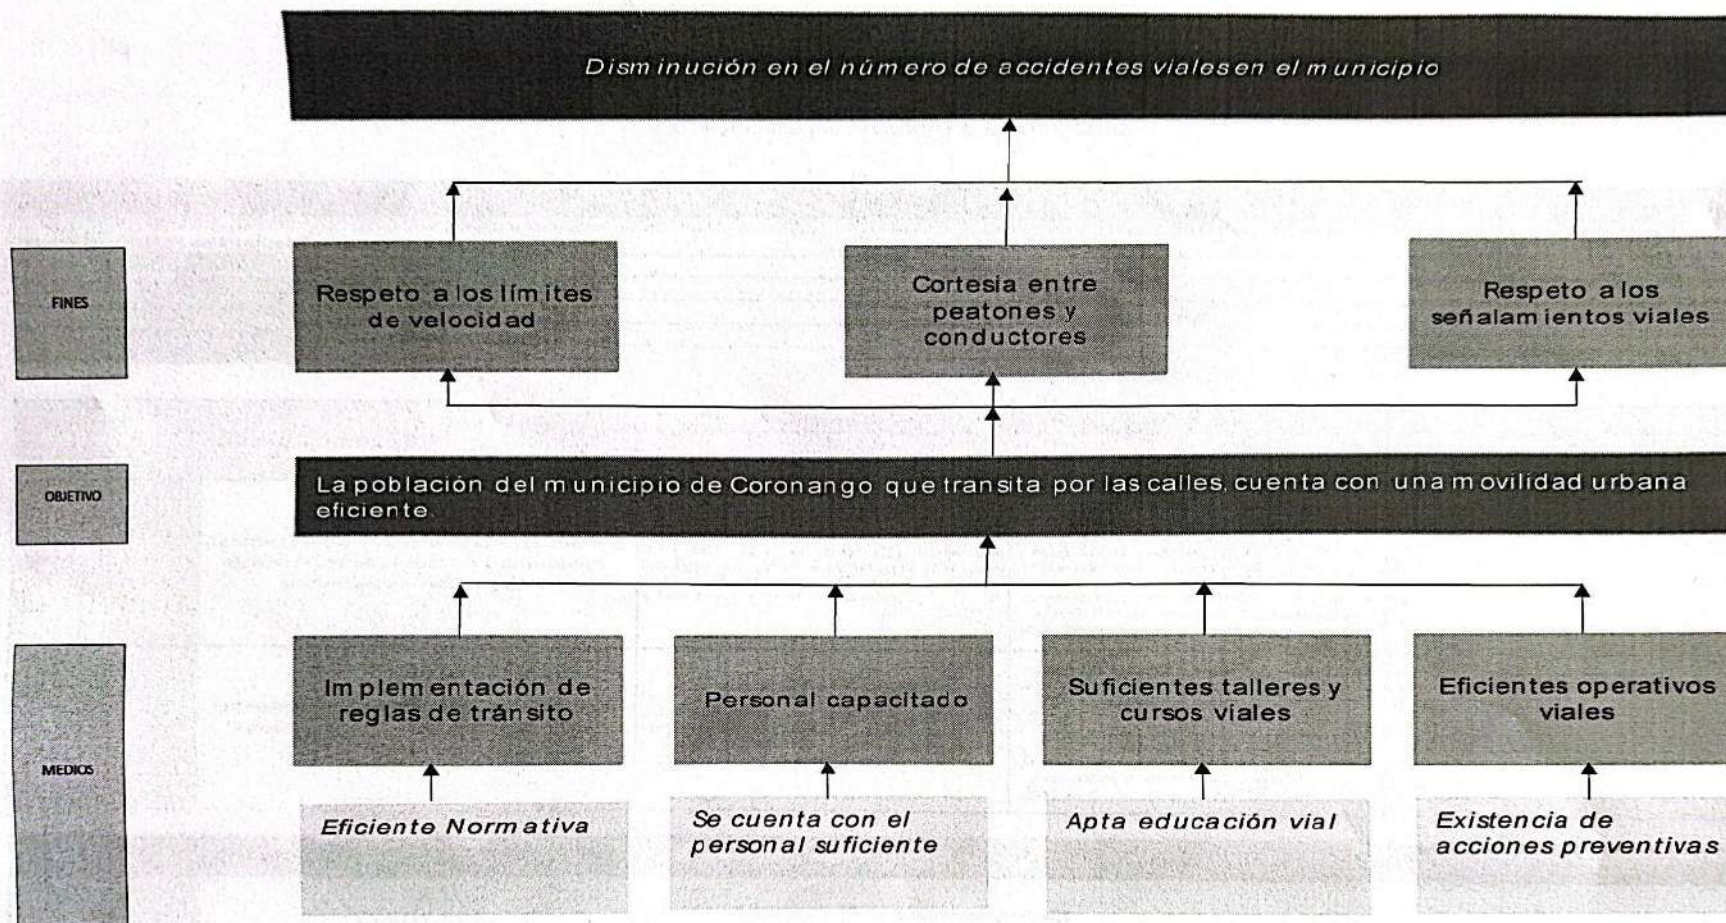 Disminución en el número de accidentes viales en el municipio
FINES
Respeto a los límites
de velocidad
Cortesía entre
peatones y
conductores
Respeto a los
señalamientos viales
OBJETIVO
La población del municipio de Coronango que transita por las calles, cuenta con una movilidad urbana
eficiente.
MEDIOS
Implementación de
reglas de tránsito
Personal capacitado
Suficientes talleres y
cursos viales
Eficientes operativos
viales
Eficiente Normativa
Se cuenta con el
personal suficiente
Apta educación vial
Existencia de
acciones preventivas